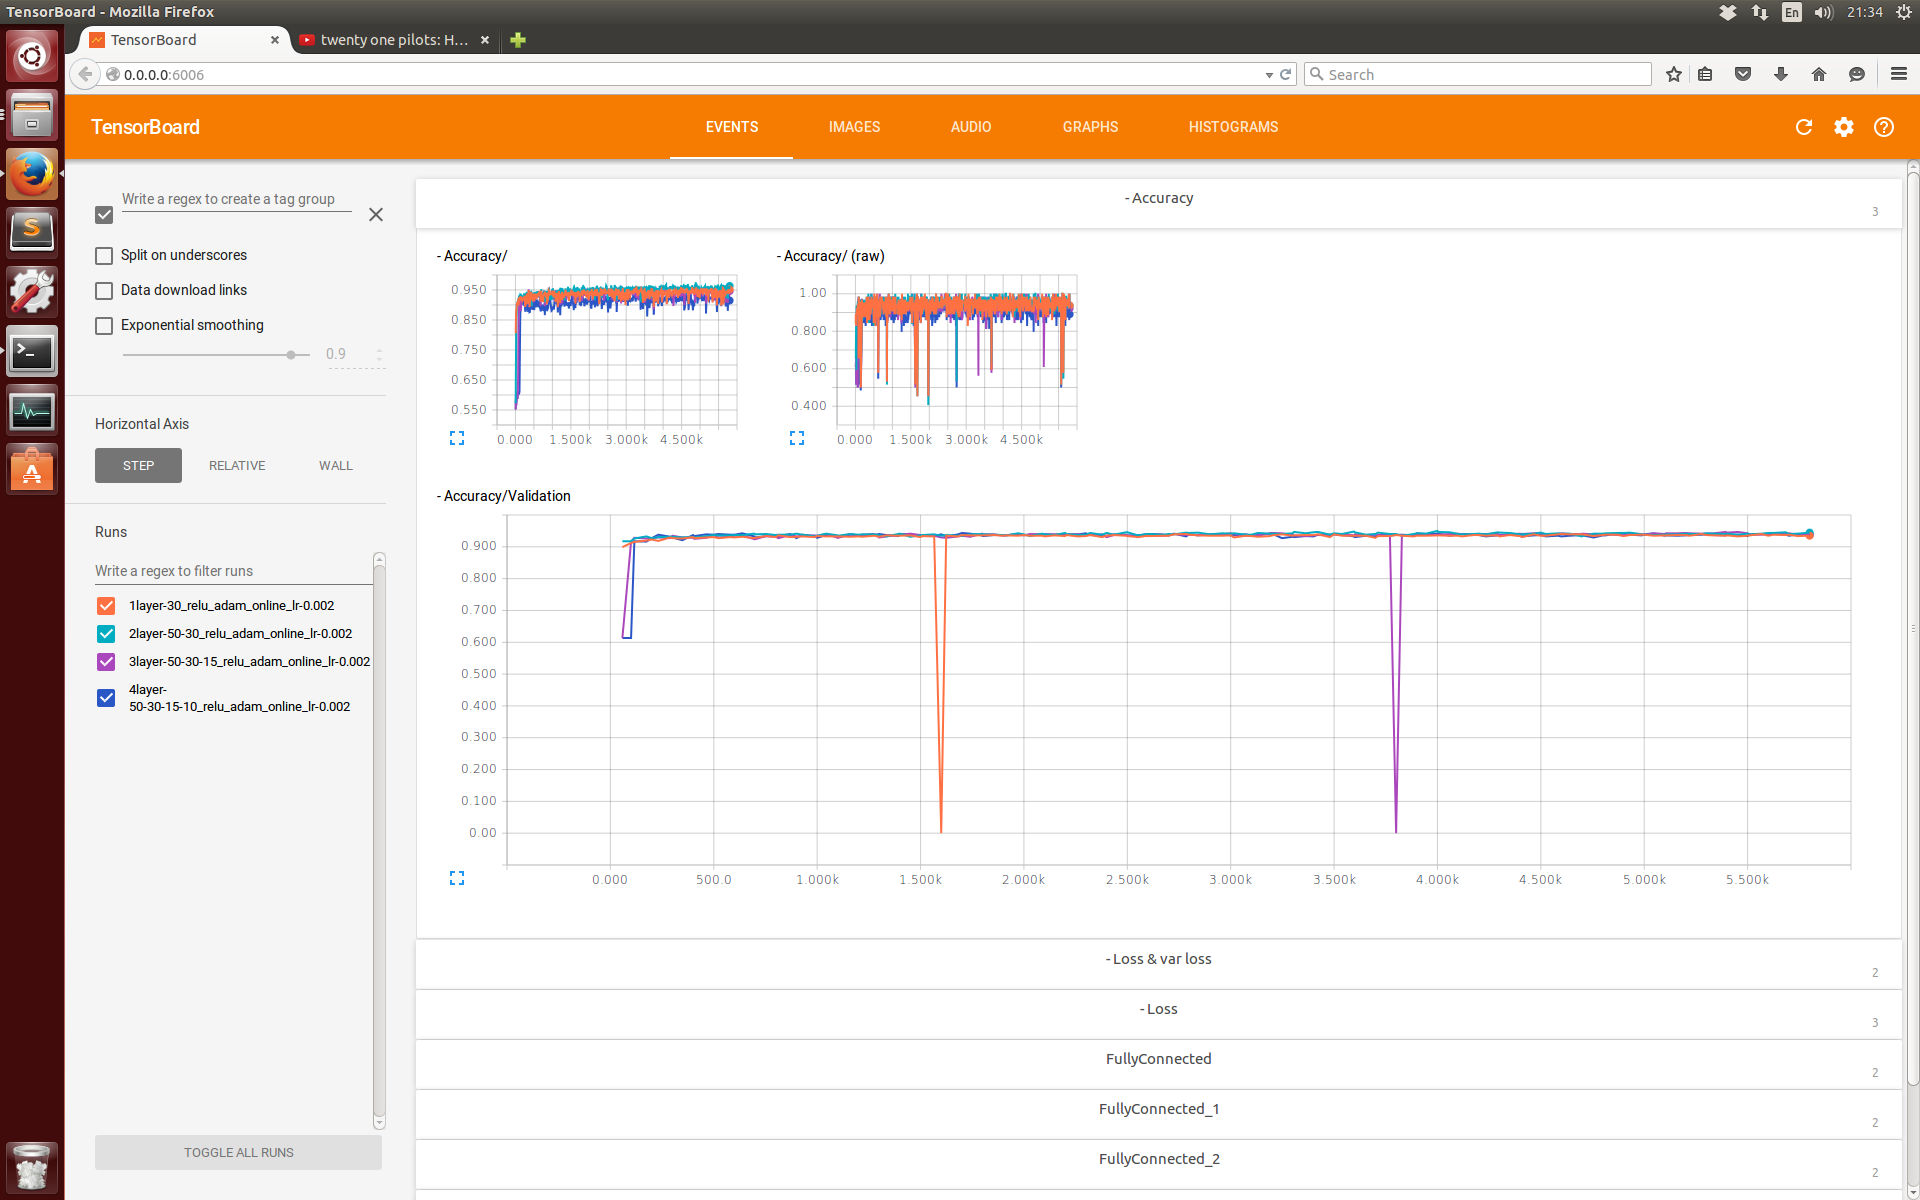 TensorBoard - Mozilla Firefox
En
21:34
TensorBoard
twenty one pilots: H...
0.0.0.0:6006
Search
TensorBoard
EVENTS
IMAGES
AUDIO
GRAPHS
HISTOGRAMS
Write a regex to create a tag group
Split on underscores
Data download links
Exponential smoothing
0.9
Horizontal Axis
STEP
RELATIVE
WALL
Runs
Write a regex to filter runs
1layer-30_relu_adam_online_lr-0.002
2layer-50-30_relu_adam_online_lr-0.002
3layer-50-30-15_relu_adam_online_lr-0.002
4layer-
50-30-15-10_relu_adam_online_lr-0.002
TOGGLE ALL RUNS
- Accuracy
3
- Accuracy/
0.950
0.850
0.750
0.650
0.550
0.000 1.500k 3.000k 4.500k
- Accuracy/ (raw)
1.00
0.800
0.600
0.400
0.000 1.500k 3.000k 4.500k
- Accuracy/Validation
0.900
0.800
0.700
0.600
0.500
0.400
0.300
0.200
0.100
0.00
0.000 500.0 1.000k 1.500k 2.000k 2.500k 3.000k 3.500k 4.000k 4.500k 5.000k 5.500k
- Loss & var loss
2
- Loss
3
FullyConnected
2
FullyConnected_1
2
FullyConnected_2
2